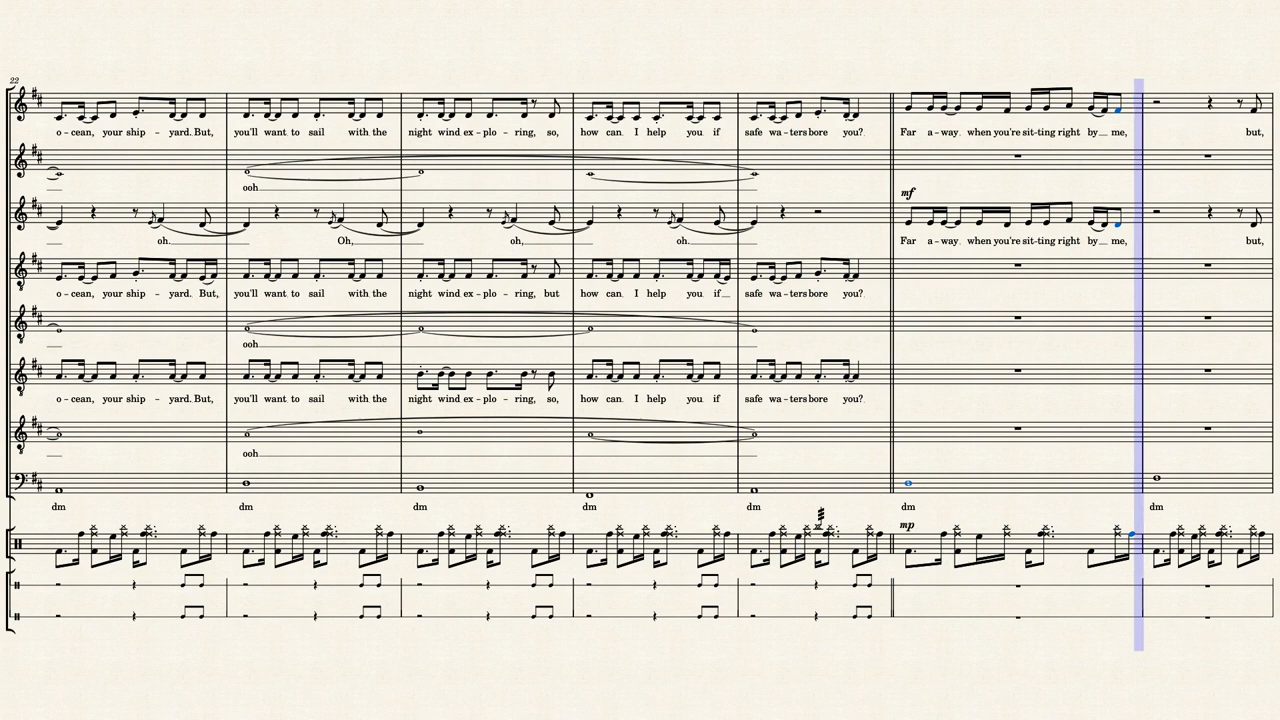 22
o-cean, your ship-yard. But, you'll want to sail with the night wind ex-plo-ring, so, how can I help you if safe wa-ters bore you? Far a-way when you're sit-ting right by me, but,
ooh
mf
oh. Oh, oh, oh. Far a-way when you're sit-ting right by me, but,
o-cean, your ship-yard. But, you'll want to sail with the night wind ex-plo-ring, but how can I help you if safe wa-ters bore you?
ooh
o-cean, your ship-yard. But, you'll want to sail with the night wind ex-plo-ring, so, how can I help you if safe wa-ters bore you?
ooh
dm dm dm dm dm dm dm
mp